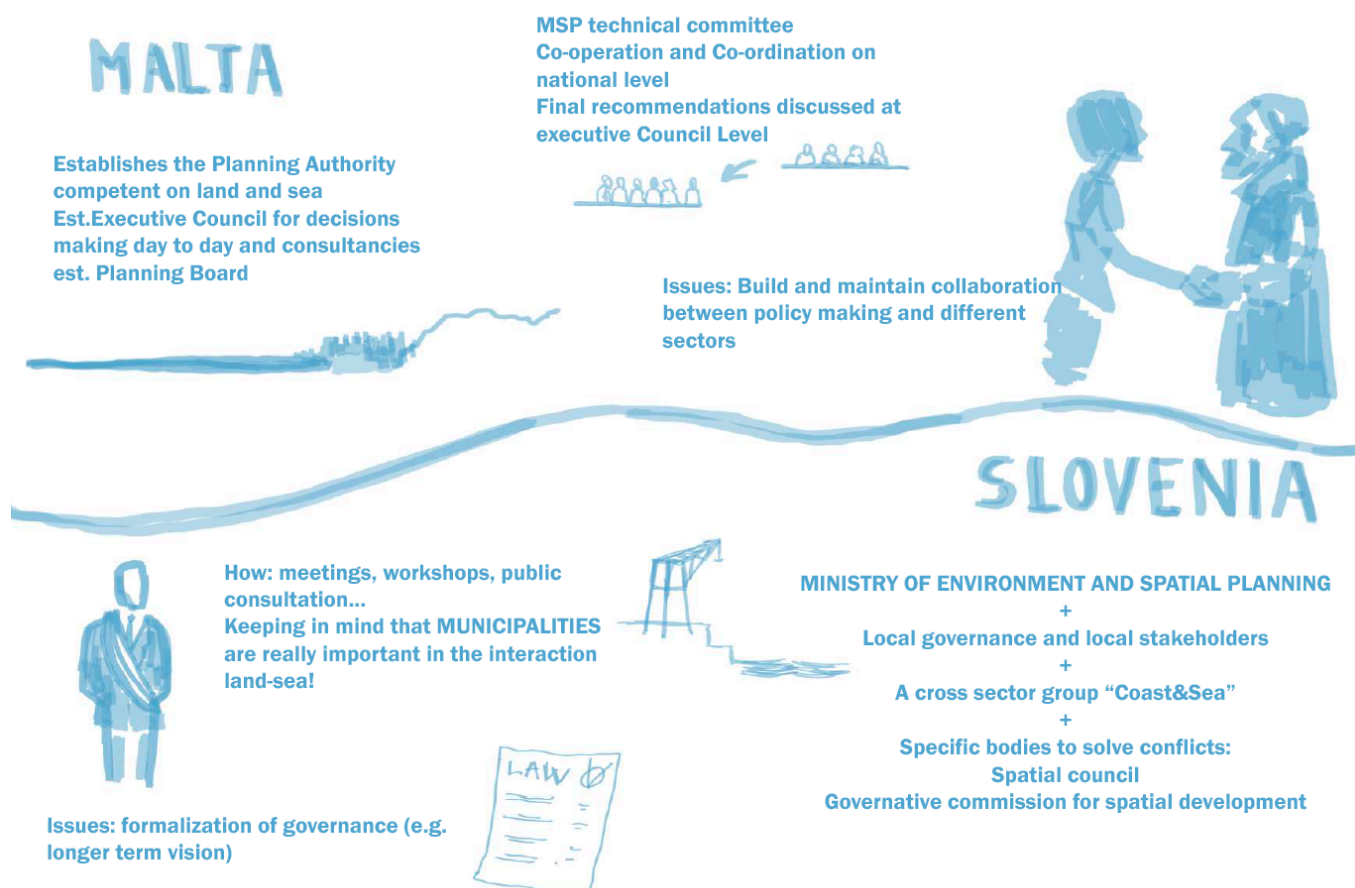 MALTA
Establishes the Planning Authority
competent on land and sea
Est.Executive Council for decisions
making day to day and consultancies
est. Planning Board
MSP technical committee
Co-operation and Co-ordination on
national level
Final recommendations discussed at
executive Council Level
Issues: Build and maintain collaboration
between policy making and different
sectors
SLOVENIA
How: meetings, workshops, public
consultation...
Keeping in mind that MUNICIPALITIES
are really important in the interaction
land-sea!
Issues: formalization of governance (e.g.
longer term vision)
LAW
MINISTRY OF ENVIRONMENT AND SPATIAL PLANNING
+
Local governance and local stakeholders
+
A cross sector group “Coast&Sea”
+
Specific bodies to solve conflicts:
Spatial council
Governative commission for spatial development